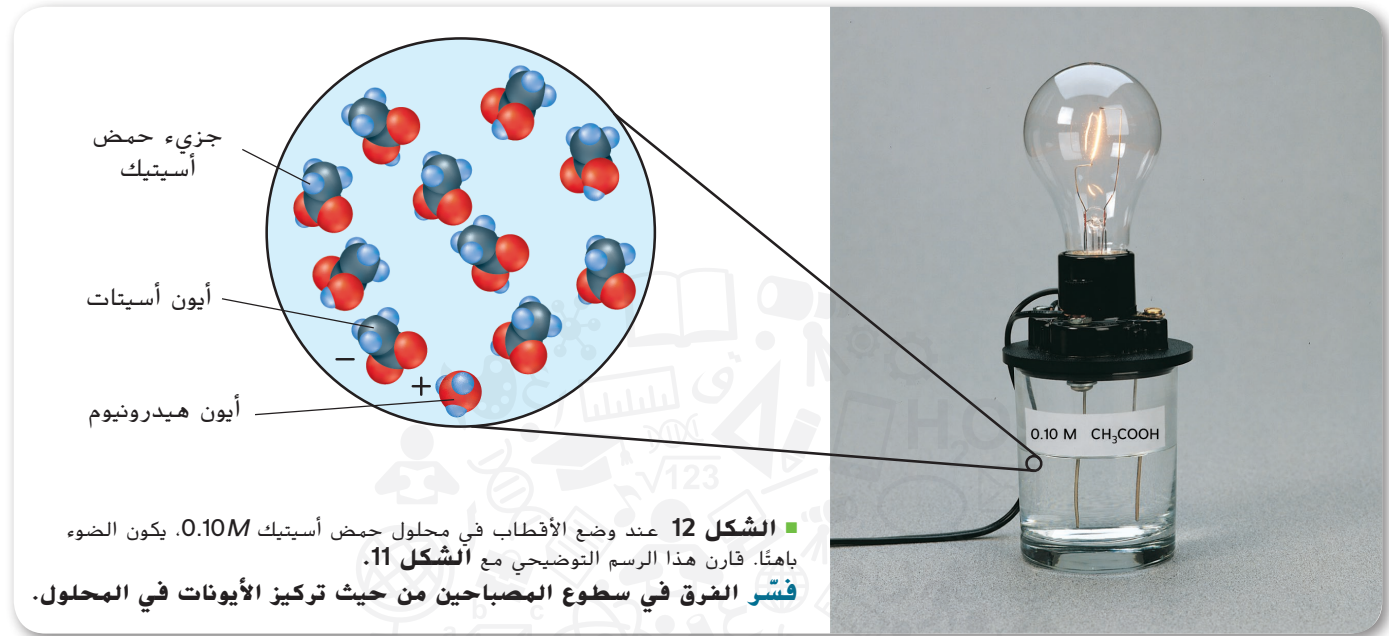 جزيء حمض
أسيتيك
أيون أسيتات
أيون هيدرونيوم
−
+
0.10 M CH₃COOH
■ الشكل 12 عند وضع الأقطاب في محلول حمض أسيتيك 0.10M، يكون الضوء
باهتًا. قارن هذا الرسم التوضيحي مع الشكل 11.
فسّر الفرق في سطوع المصباحين من حيث تركيز الأيونات في المحلول.
√123
H₂O
b c